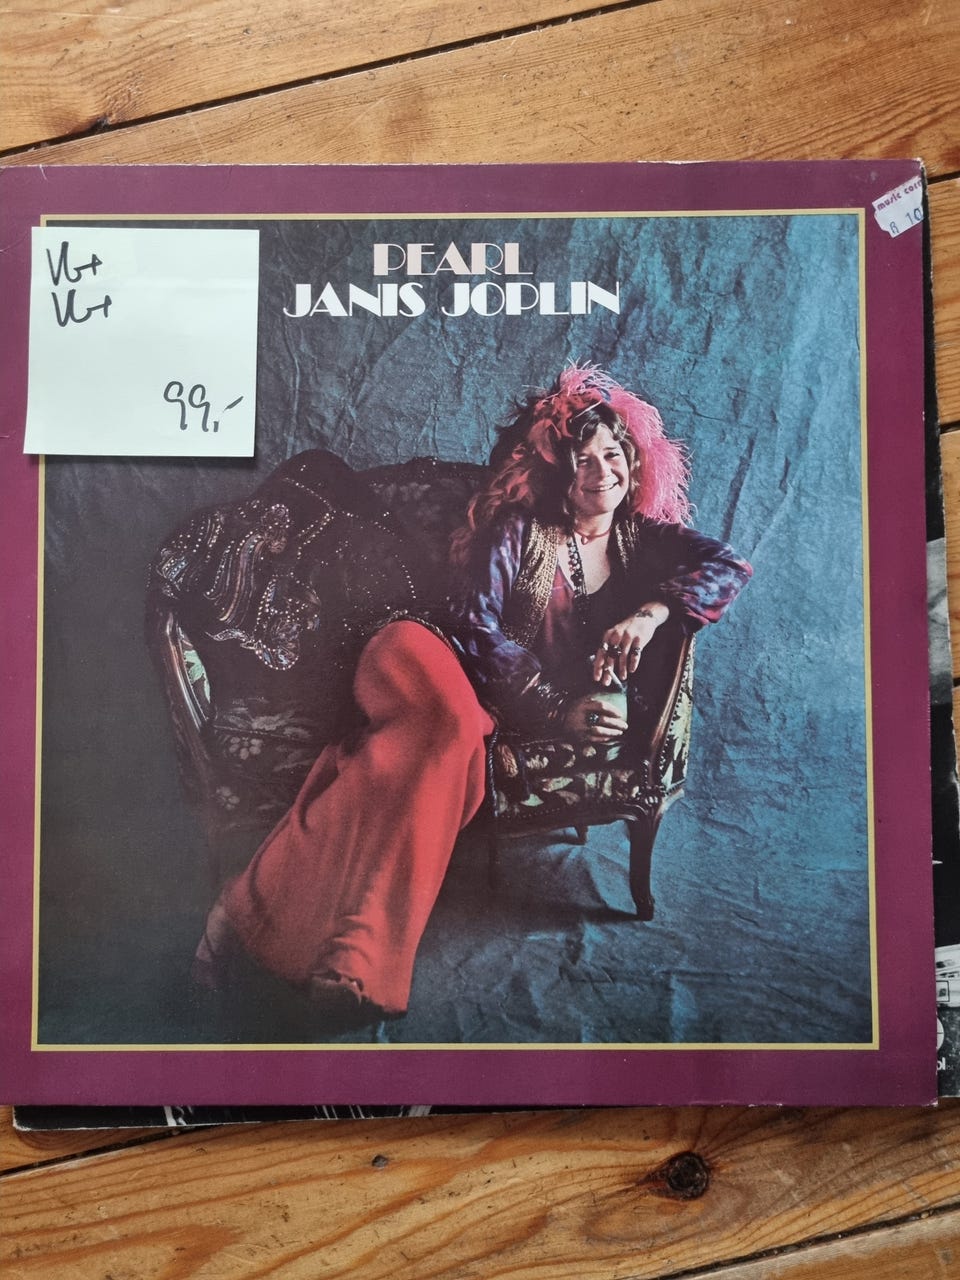 PEARL
JANIS JOPLIN
VG+
VG+
99,-
music corn
R 10